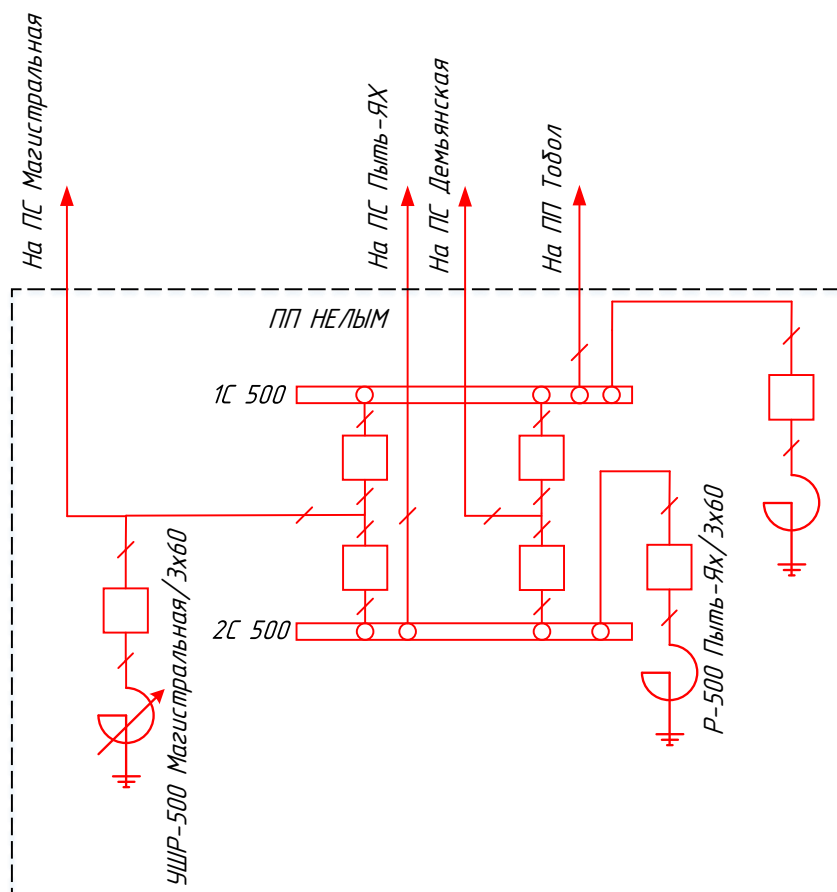 На ПС Магистральная
На ПС Пыть-ЯХ
На ПС Демьянская
На ПП Тобол
ПП НЕЛЫМ
1С 500
2С 500
УШР-500 Магистральная/3х60
Р-500 Пыть-Ях/3х60